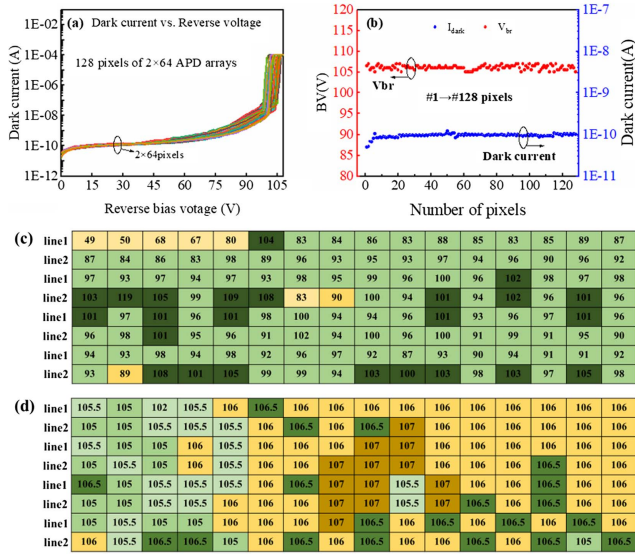 (a) Dark current vs. Reverse voltage
128 pixels of 2×64 APD arrays
2×64pixels
Dark current (A)
1E-02
1E-04
1E-06
1E-08
1E-10
1E-12
0 15 30 45 60 75 90 105
Reverse bias votage (V)
(b) I_dark V_br
Vbr
#1→#128 pixels
Dark current
BV(V)
120
115
110
105
100
95
90
85
80
0 20 40 60 80 100 120
Number of pixels
1E-5
1E-6
1E-7
1E-8
1E-9
1E-10
1E-11
Dark current (A)
(c)
line1 49 50 68 67 80 104 83 84 86 83 88 85 83 85 89 87
line2 87 84 86 83 98 89 96 93 95 93 97 94 96 90 96 92
line1 97 93 97 94 97 93 98 95 99 96 100 96 102 98 97 98
line2 103 119 105 99 109 108 83 90 100 94 101 94 102 96 101 96
line1 101 97 101 96 101 98 100 94 94 96 101 93 97 96 101 96
line2 96 98 101 95 96 91 102 94 100 96 100 91 99 91 95 90
line1 94 93 98 94 98 92 96 97 92 87 93 90 94 91 91 92
line2 93 89 108 101 105 99 99 94 103 100 103 98 103 97 105 98
(d)
line1 105.5 105 102 105.5 106 106.5 106 106 106 106 106 106 106 106 106 106
line2 105 105 105.5 105.5 105.5 106 106.5 106 106.5 107 106 106 106 106 106 106
line1 105.5 105 105 106 105.5 106 106 106 107 107 106 106 106 106 106 106
line2 105 105.5 105 106 105.5 106 106 107 107 107 106 106 106 106.5 106 106
line1 106.5 105 105.5 105.5 105.5 106 106.5 107 107 105.5 107 106 106 106.5 106 106
line2 105 105 105.5 105.5 106 106 106 107 107 105.5 107 106.5 106 106.5 106 106
line1 105 105.5 105 105 106 106 106 106 106.5 106 106.5 106 106.5 106 106.5 106
line2 106 105.5 106.5 106.5 105 106 106.5 106 106.5 106 106.5 106 106.5 106 105 106.5